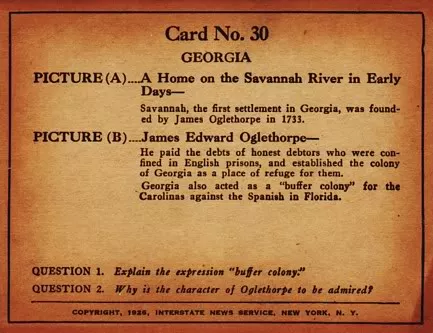 Card No. 30
GEORGIA
PICTURE (A)....A Home on the Savannah River in Early
Days—
Savannah, the first settlement in Georgia, was found-
ed by James Oglethorpe in 1733.
PICTURE (B)....James Edward Oglethorpe—
He paid the debts of honest debtors who were con-
fined in English prisons, and established the colony
of Georgia as a place of refuge for them.
Georgia also acted as a "buffer colony" for the
Carolinas against the Spanish in Florida.
QUESTION 1. Explain the expression "buffer colony."
QUESTION 2. Why is the character of Oglethorpe to be admired?
COPYRIGHT, 1926, INTERSTATE NEWS SERVICE, NEW YORK, N. Y.